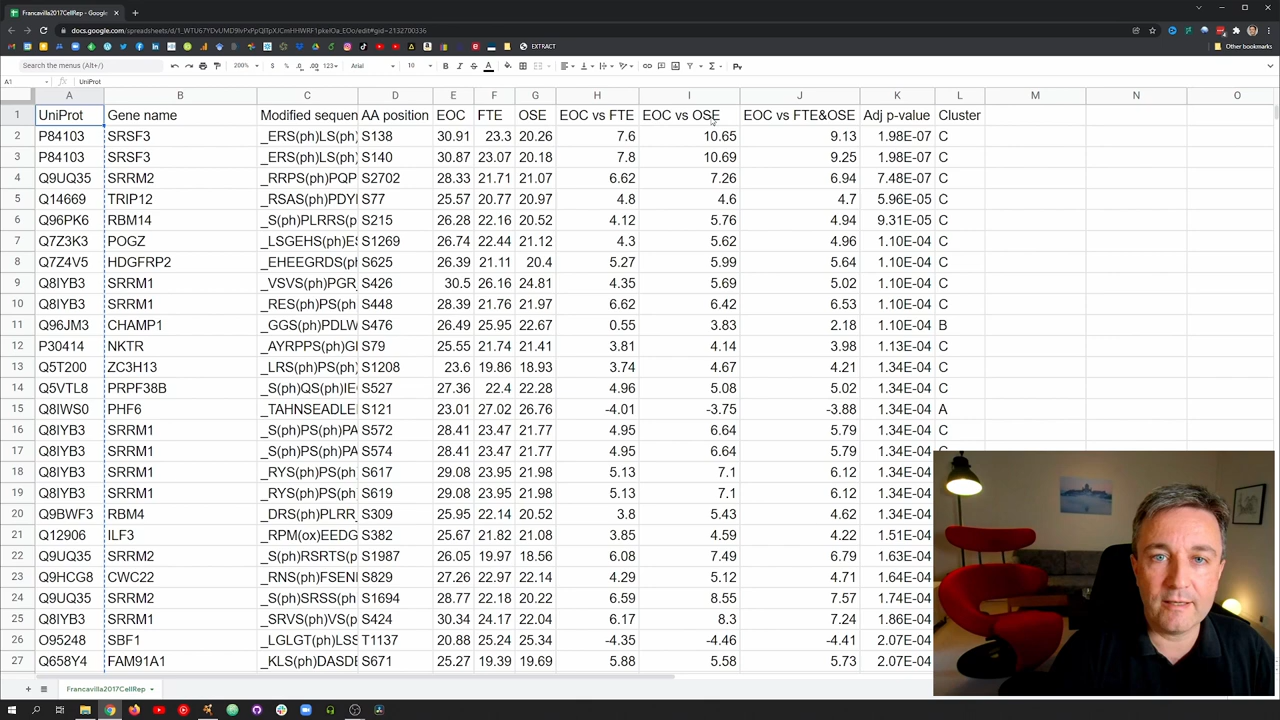 Francavilla2017CellRep
docs.google.com/spreadsheets/d/1_WTU67YDvUMD9lvPxPpQITpXJCmHHWRF1pkeIOa_EOo/edit#gid=2132700336
EXTRACT
Other bookmarks
Search the menus (Alt+/)
200%
$ % .0 .00 123
Arial
10
A1
UniProt
A B C D E F G H I J K L M N O
1 UniProt Gene name Modified sequen AA position EOC FTE OSE EOC vs FTE EOC vs OSE EOC vs FTE&OSE Adj p-value Cluster
2 P84103 SRSF3 _ERS(ph)LS(ph) S138 30.91 23.3 20.26 7.6 10.65 9.13 1.98E-07 C
3 P84103 SRSF3 _ERS(ph)LS(ph) S140 30.87 23.07 20.18 7.8 10.69 9.25 1.98E-07 C
4 Q9UQ35 SRRM2 _RRPS(ph)PQP S2702 28.33 21.71 21.07 6.62 7.26 6.94 7.48E-07 C
5 Q14669 TRIP12 _RSAS(ph)PDY S77 25.57 20.77 20.97 4.8 4.6 4.7 5.96E-05 C
6 Q96PK6 RBM14 _S(ph)PLRRS(p S215 26.28 22.16 20.52 4.12 5.76 4.94 9.31E-05 C
7 Q7Z3K3 POGZ _LSGEHS(ph)ES S1269 26.74 22.44 21.12 4.3 5.62 4.96 1.10E-04 C
8 Q7Z4V5 HDGFRP2 _EHEEGRDS(p S625 26.39 21.11 20.4 5.27 5.99 5.64 1.10E-04 C
9 Q8IYB3 SRRM1 _VSVS(ph)PGR S426 30.5 26.16 24.81 4.35 5.69 5.02 1.10E-04 C
10 Q8IYB3 SRRM1 _RES(ph)PS(ph S448 28.39 21.76 21.97 6.62 6.42 6.53 1.10E-04 C
11 Q96JM3 CHAMP1 _GGS(ph)PDLW S476 26.49 25.95 22.67 0.55 3.83 2.18 1.10E-04 B
12 P30414 NKTR _AYRPPS(ph)G S79 25.55 21.74 21.41 3.81 4.14 3.98 1.13E-04 C
13 Q5T200 ZC3H13 _LRS(ph)PS(ph) S1208 23.6 19.86 18.93 3.74 4.67 4.21 1.34E-04 C
14 Q5VTL8 PRPF38B _S(ph)QS(ph)IE S527 27.36 22.4 22.28 4.96 5.08 5.02 1.34E-04 C
15 Q8IWS0 PHF6 _TAHNSEADLE S121 23.01 27.02 26.76 -4.01 -3.75 -3.88 1.34E-04 A
16 Q8IYB3 SRRM1 _S(ph)PS(ph)PA S572 28.41 23.47 21.77 4.95 6.64 5.79 1.34E-04 C
17 Q8IYB3 SRRM1 _S(ph)PS(ph)PA S574 28.41 23.47 21.77 4.95 6.64 5.79 1.34E-04 C
18 Q8IYB3 SRRM1 _RYS(ph)PS(ph S617 29.08 23.95 21.98 5.13 7.1 6.12 1.34E-04
19 Q8IYB3 SRRM1 _RYS(ph)PS(ph S619 29.08 23.95 21.98 5.13 7.1 6.12 1.34E-04
20 Q9BWF3 RBM4 _DRS(ph)PLRR S309 25.95 22.14 20.52 3.8 5.43 4.62 1.34E-04
21 Q12906 ILF3 _RPM(ox)EEDG S382 25.67 21.82 21.08 3.85 4.59 4.22 1.51E-04
22 Q9UQ35 SRRM2 _S(ph)RSRTS(p S1987 26.05 19.97 18.56 6.08 7.49 6.79 1.63E-04
23 Q9HCG8 CWC22 _RNS(ph)FSEN S829 27.26 22.97 22.14 4.29 5.12 4.71 1.64E-04
24 Q9UQ35 SRRM2 _S(ph)SRSS(ph S1694 28.77 22.18 20.22 6.59 8.55 7.57 1.74E-04
25 Q8IYB3 SRRM1 _SRVS(ph)VS(p S424 30.34 24.17 22.04 6.17 8.3 7.24 1.86E-04
26 O95248 SBF1 _LGLGT(ph)LSS T1137 20.88 25.24 25.34 -4.35 -4.46 -4.41 2.07E-04
27 Q658Y4 FAM91A1 _KLS(ph)DASDE S671 25.27 19.39 19.69 5.88 5.58 5.73 2.07E-04
Francavilla2017CellRep